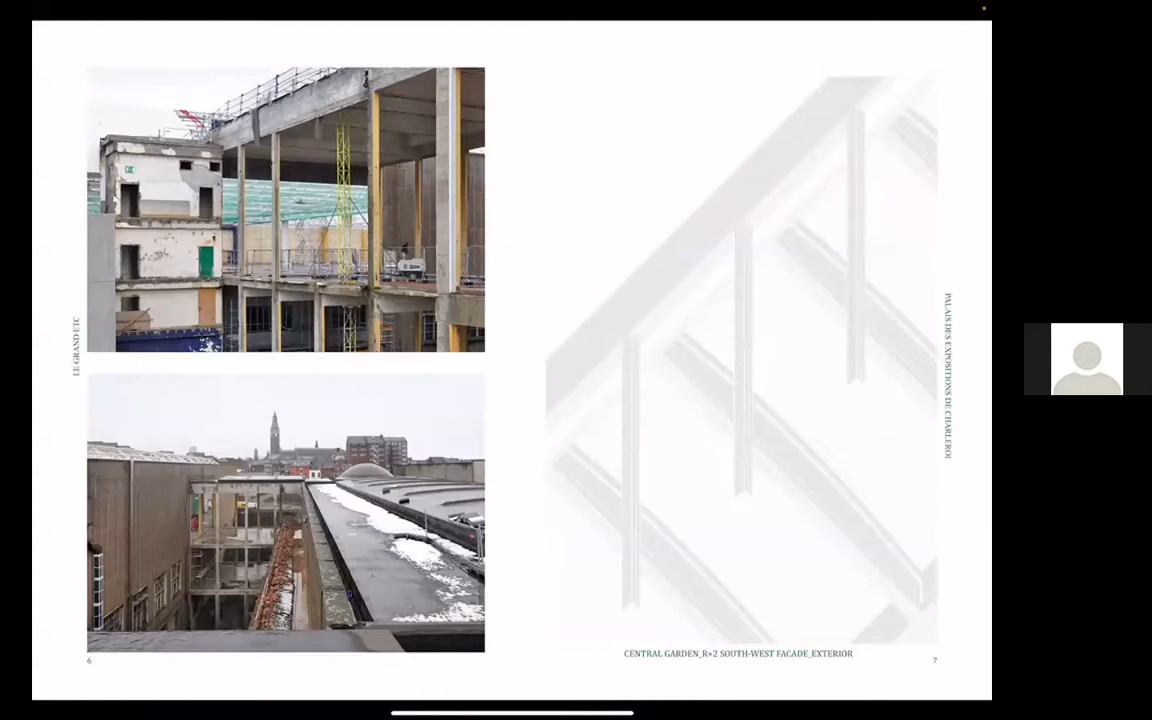 LE GRAND ETC
6
PALAIS DES EXPOSITIONS DE CHARLEROI
CENTRAL GARDEN_R+2 SOUTH-WEST FACADE_EXTERIOR
7